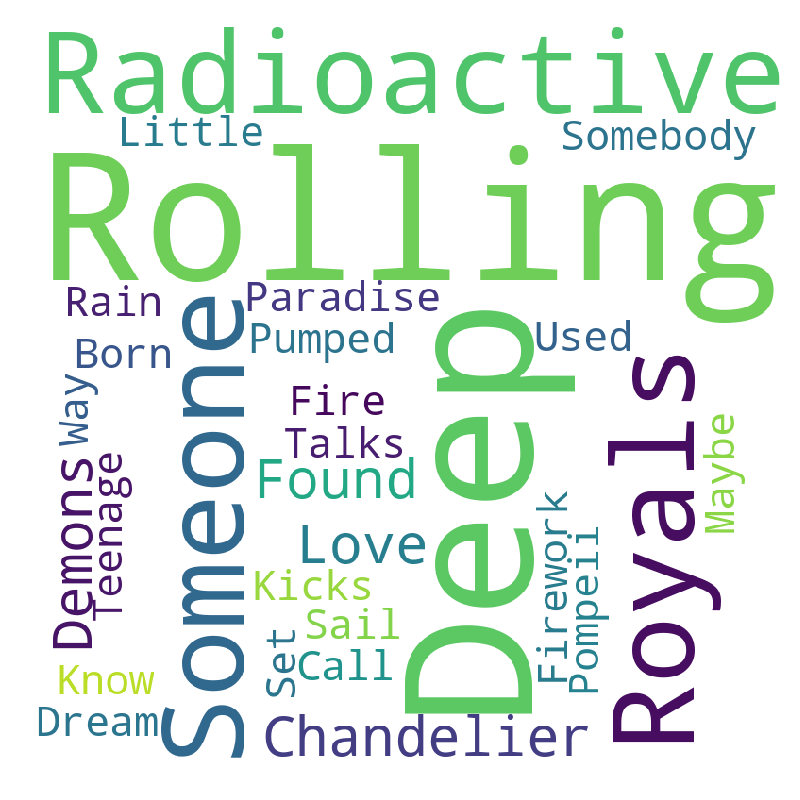 Radioactive
Little
Somebody
Rolling
Rain
Paradise
Born
Pumped
Used
Someone
Deep
Royals
Way
Fire
Talks
Maybe
Demons
Teenage
Found
Love
Firework
Pompeii
Kicks
Sail
Set
Call
Know
Dream
Chandelier